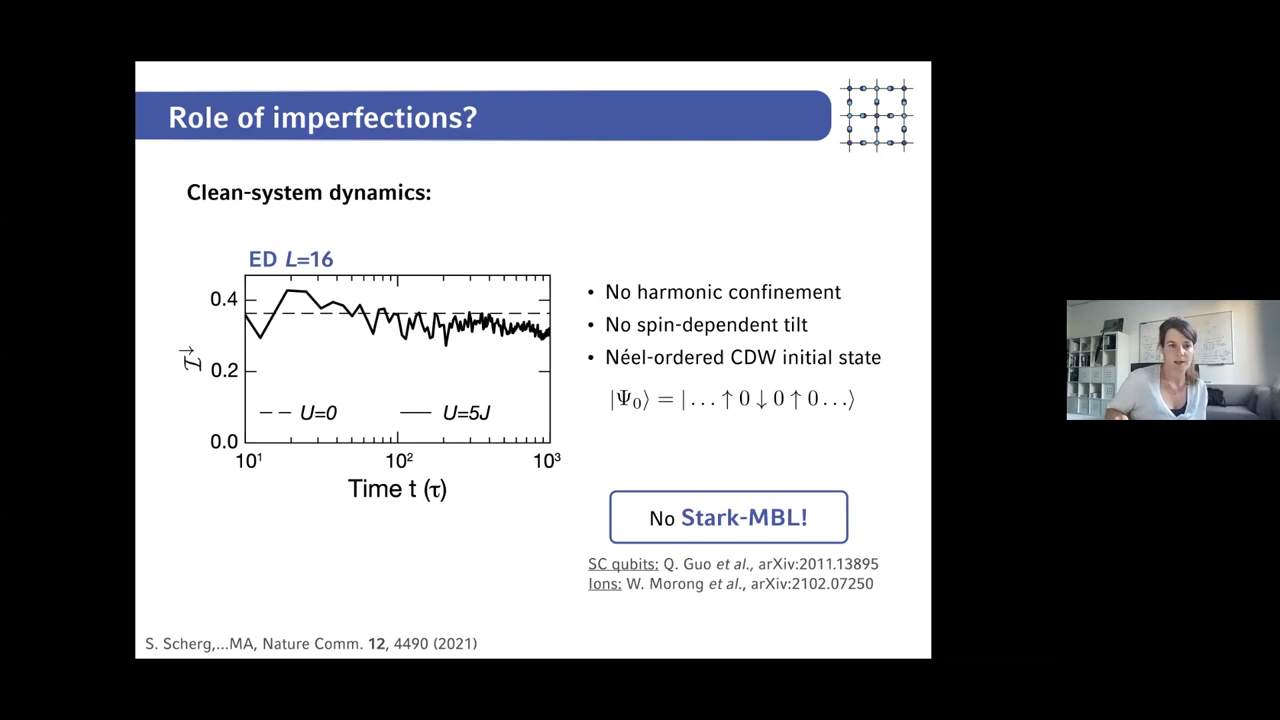 Role of imperfections?
Clean-system dynamics:
ED L=16
0.4
0.2
0.0
ℐ↓
U=0
U=5J
10¹
10²
10³
Time t (τ)
• No harmonic confinement
• No spin-dependent tilt
• Néel-ordered CDW initial state
|Ψ₀⟩ = |…↑0↓0↑0…⟩
No Stark-MBL!
SC qubits: Q. Guo et al., arXiv:2011.13895
Ions: W. Morong et al., arXiv:2102.07250
S. Scherg,...MA, Nature Comm. 12, 4490 (2021)